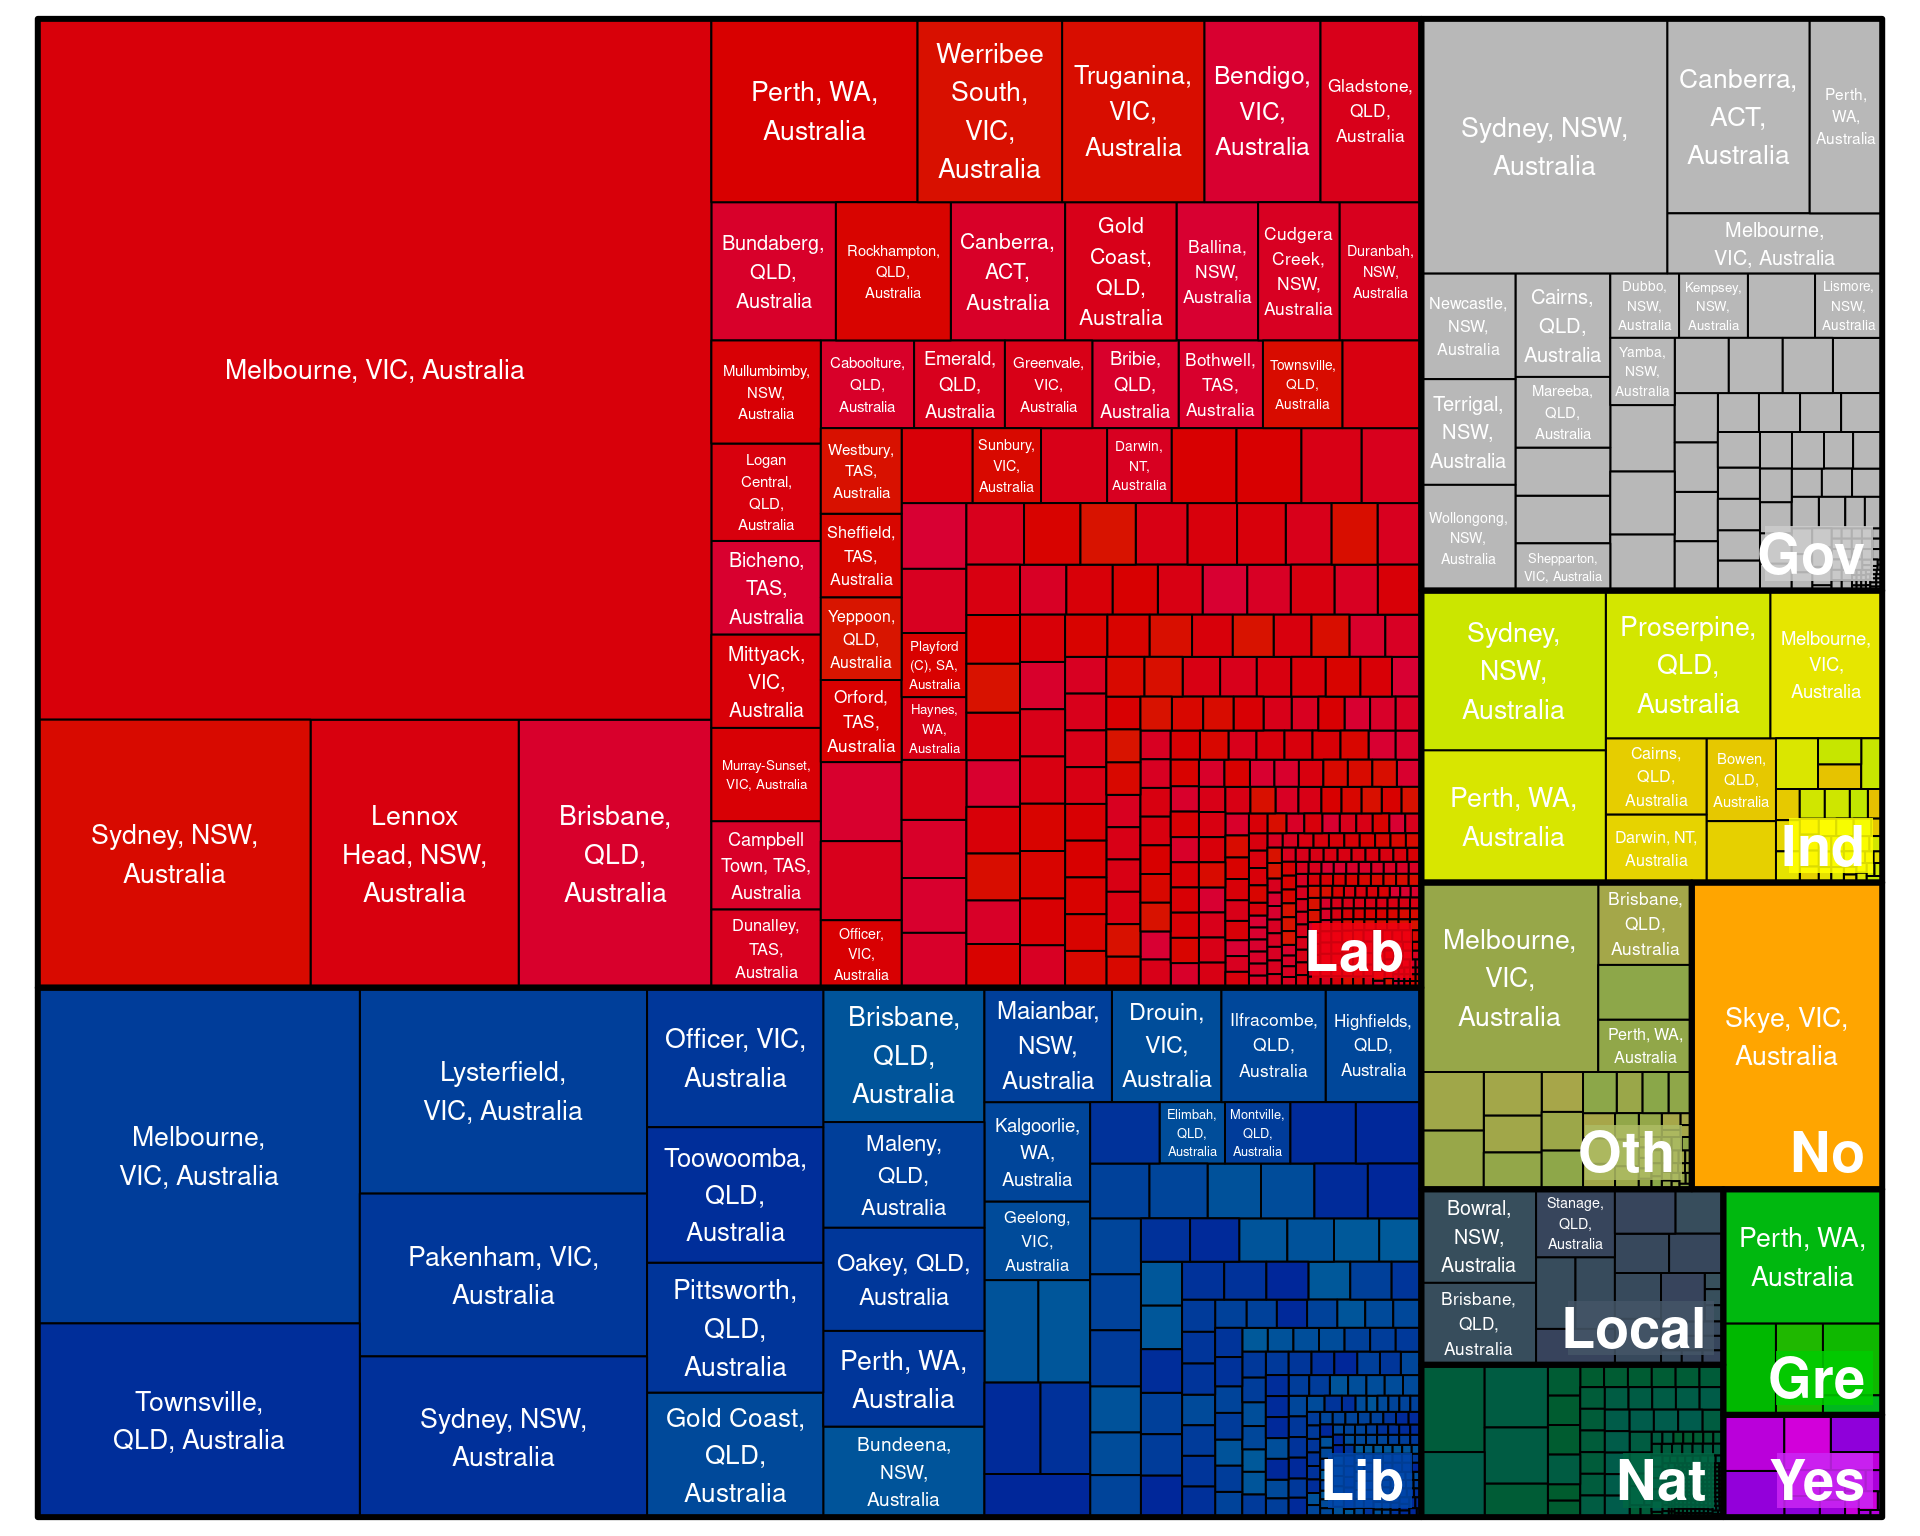 Melbourne, VIC, Australia
Sydney, NSW,
Australia
Lennox
Head, NSW,
Australia
Brisbane,
QLD,
Australia
Perth, WA,
Australia
Werribee
South,
VIC,
Australia
Truganina,
VIC,
Australia
Bendigo,
VIC,
Australia
Gladstone,
QLD,
Australia
Bundaberg,
QLD,
Australia
Rockhampton,
QLD,
Australia
Canberra,
ACT,
Australia
Gold
Coast,
QLD,
Australia
Ballina,
NSW,
Australia
Cudgera
Creek,
NSW,
Australia
Duranbah,
NSW,
Australia
Mullumbimby,
NSW,
Australia
Caboolture,
QLD,
Australia
Emerald,
QLD,
Australia
Greenvale,
VIC,
Australia
Bribie,
QLD,
Australia
Bothwell,
TAS,
Australia
Townsville,
QLD,
Australia
Logan
Central,
QLD,
Australia
Westbury,
TAS,
Australia
Sunbury,
VIC,
Australia
Darwin,
NT,
Australia
Bicheno,
TAS,
Australia
Sheffield,
TAS,
Australia
Mittyack,
VIC,
Australia
Yeppoon,
QLD,
Australia
Playford
(C), SA,
Australia
Orford,
TAS,
Australia
Haynes,
WA,
Australia
Murray-Sunset,
VIC, Australia
Campbell
Town, TAS,
Australia
Dunalley,
TAS,
Australia
Officer,
VIC,
Australia
Lab
Melbourne,
VIC, Australia
Townsville,
QLD, Australia
Lysterfield,
VIC, Australia
Pakenham, VIC,
Australia
Sydney, NSW,
Australia
Officer, VIC,
Australia
Toowoomba,
QLD,
Australia
Pittsworth,
QLD,
Australia
Gold Coast,
QLD,
Australia
Brisbane,
QLD,
Australia
Maleny,
QLD,
Australia
Oakey, QLD,
Australia
Perth, WA,
Australia
Bundeena,
NSW,
Australia
Maianbar,
NSW,
Australia
Drouin,
VIC,
Australia
Ilfracombe,
QLD,
Australia
Highfields,
QLD,
Australia
Kalgoorlie,
WA,
Australia
Elimbah,
QLD,
Australia
Montville,
QLD,
Australia
Geelong,
VIC,
Australia
Lib
Sydney, NSW,
Australia
Canberra,
ACT,
Australia
Perth,
WA,
Australia
Melbourne,
VIC, Australia
Newcastle,
NSW,
Australia
Cairns,
QLD,
Australia
Dubbo,
NSW,
Australia
Kempsey,
NSW,
Australia
Lismore,
NSW,
Australia
Yamba,
NSW,
Australia
Terrigal,
NSW,
Australia
Mareeba,
QLD,
Australia
Wollongong,
NSW,
Australia
Shepparton,
VIC, Australia
Gov
Sydney,
NSW,
Australia
Proserpine,
QLD,
Australia
Melbourne,
VIC,
Australia
Perth, WA,
Australia
Cairns,
QLD,
Australia
Bowen,
QLD,
Australia
Darwin, NT,
Australia
Ind
Melbourne,
VIC,
Australia
Brisbane,
QLD,
Australia
Perth, WA,
Australia
Oth
Skye, VIC,
Australia
No
Bowral,
NSW,
Australia
Stanage,
QLD,
Australia
Brisbane,
QLD,
Australia
Local
Perth, WA,
Australia
Gre
Nat
Yes